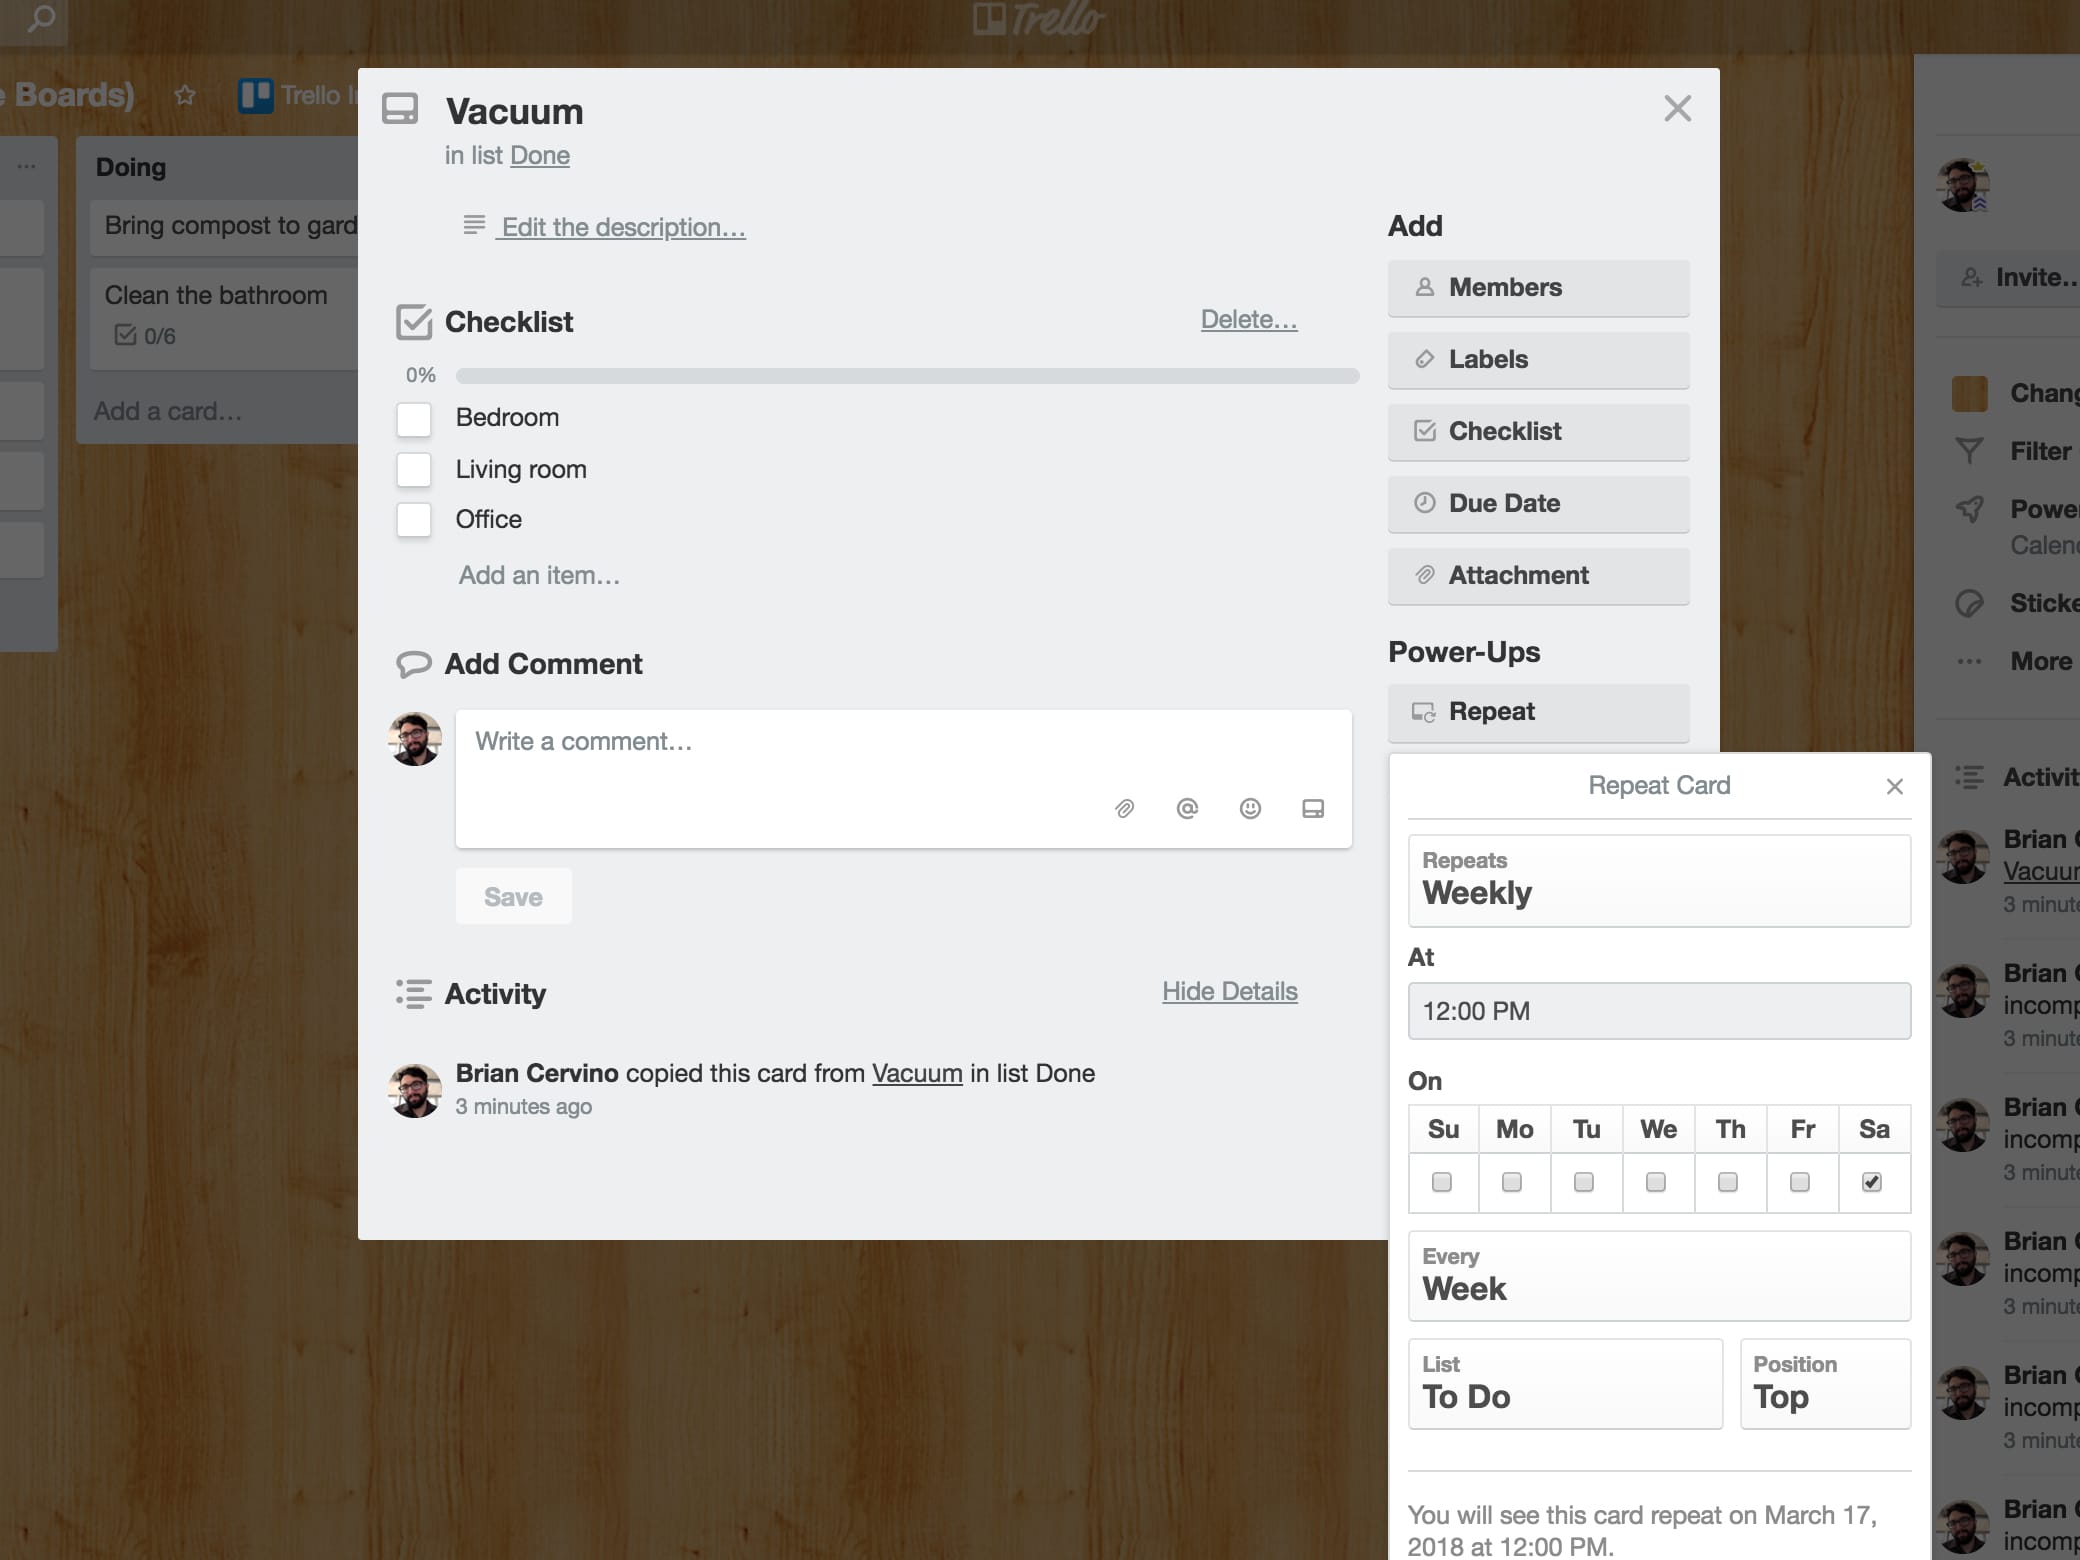 Trello
e Boards)
Trello In
Doing
Bring compost to gard
Clean the bathroom
0/6
Add a card…
Vacuum
in list Done
Edit the description…
Checklist
Delete…
0%
Bedroom
Living room
Office
Add an item…
Add Comment
Write a comment…
Save
Activity
Hide Details
Brian Cervino copied this card from Vacuum in list Done
3 minutes ago
Add
Members
Labels
Checklist
Due Date
Attachment
Power-Ups
Repeat
Repeat Card
Repeats
Weekly
At
12:00 PM
On
Su Mo Tu We Th Fr Sa
Every
Week
List
To Do
Position
Top
You will see this card repeat on March 17,
2018 at 12:00 PM.
Invite…
Chang
Filter
Power
Calend
Sticke
More
Activit
Brian C
Vacuum
3 minute
Brian C
incomp
3 minute
Brian C
incomp
3 minute
Brian C
incomp
3 minute
Brian C
incomp
3 minute
Brian C
incomp